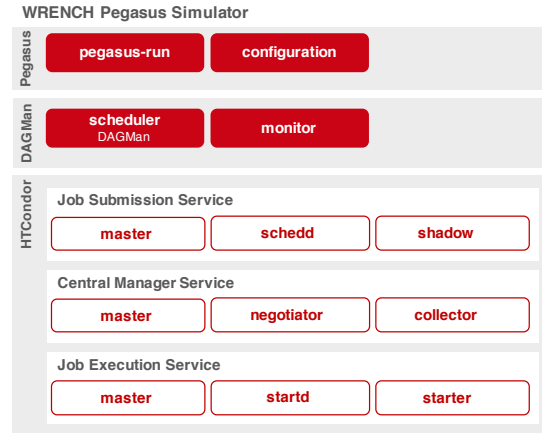 WRENCH Pegasus Simulator
Pegasus
pegasus-run
configuration
DAGMan
scheduler
DAGMan
monitor
HTCondor
Job Submission Service
master
schedd
shadow
Central Manager Service
master
negotiator
collector
Job Execution Service
master
startd
starter